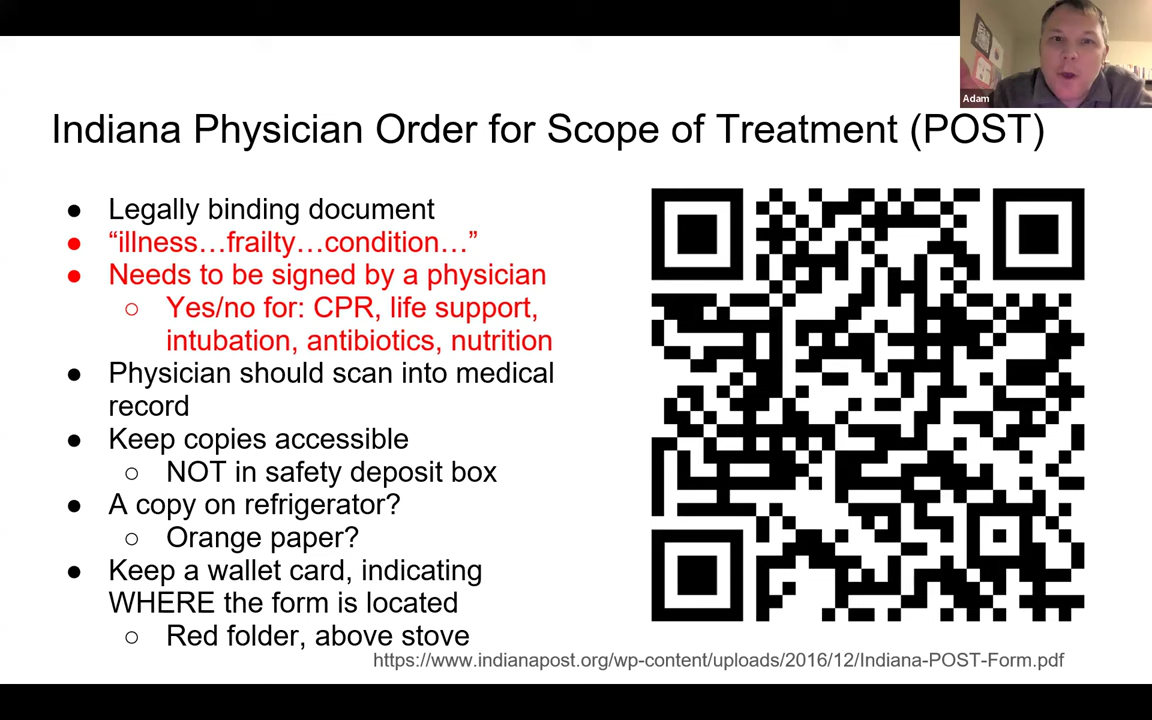 Adam
Indiana Physician Order for Scope of Treatment (POST)
● Legally binding document
● “illness…frailty…condition…”
● Needs to be signed by a physician
○ Yes/no for: CPR, life support,
intubation, antibiotics, nutrition
● Physician should scan into medical
record
● Keep copies accessible
○ NOT in safety deposit box
● A copy on refrigerator?
○ Orange paper?
● Keep a wallet card, indicating
WHERE the form is located
○ Red folder, above stove
https://www.indianapost.org/wp-content/uploads/2016/12/Indiana-POST-Form.pdf